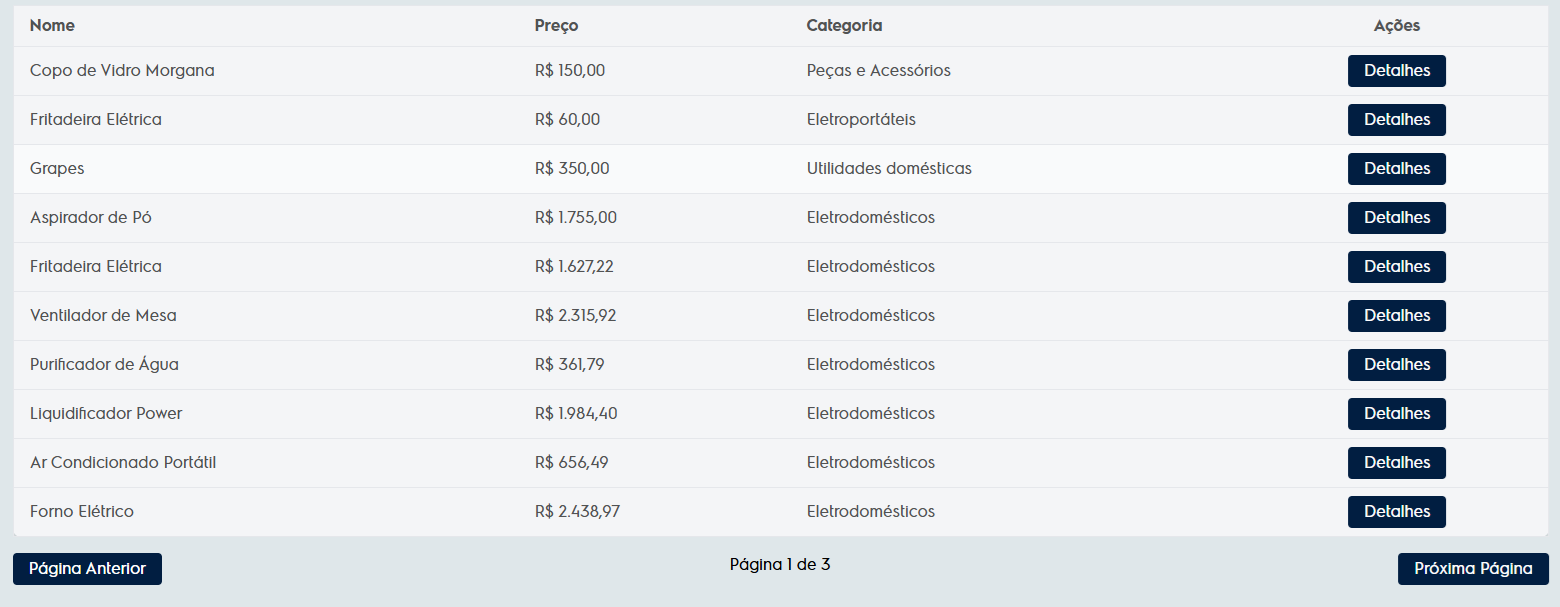 Nome Preço Categoria Ações
Copo de Vidro Morgana R$ 150,00 Peças e Acessórios Detalhes
Fritadeira Elétrica R$ 60,00 Eletroportáteis Detalhes
Grapes R$ 350,00 Utilidades domésticas Detalhes
Aspirador de Pó R$ 1.755,00 Eletrodomésticos Detalhes
Fritadeira Elétrica R$ 1.627,22 Eletrodomésticos Detalhes
Ventilador de Mesa R$ 2.315,92 Eletrodomésticos Detalhes
Purificador de Água R$ 361,79 Eletrodomésticos Detalhes
Liquidificador Power R$ 1.984,40 Eletrodomésticos Detalhes
Ar Condicionado Portátil R$ 656,49 Eletrodomésticos Detalhes
Forno Elétrico R$ 2.438,97 Eletrodomésticos Detalhes
Página Anterior Página 1 de 3 Próxima Página